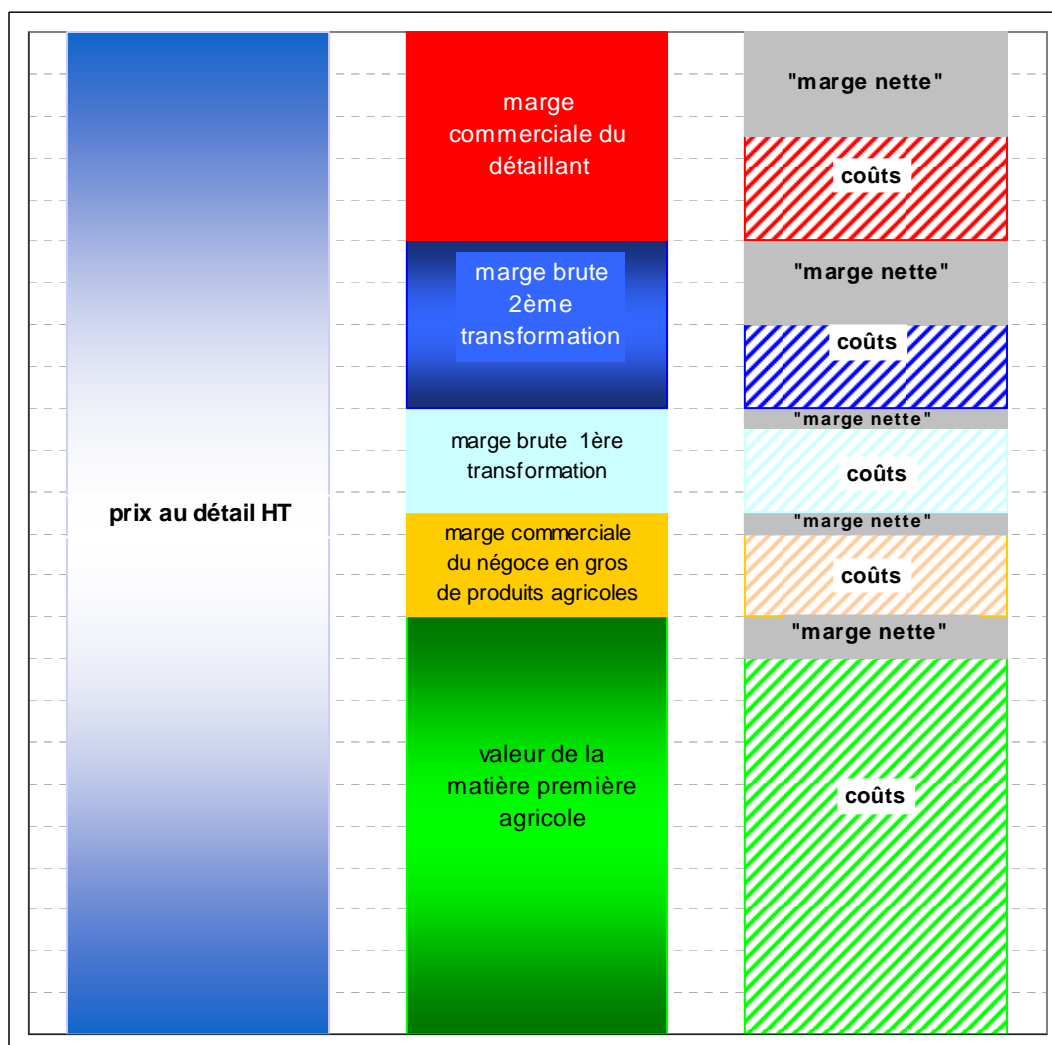 prix au détail HT
marge
commerciale du
détaillant
marge brute
2ème
transformation
marge brute 1ère
transformation
marge commerciale
du négoce en gros
de produits agricoles
valeur de la
matière première
agricole
"marge nette"
coûts
"marge nette"
coûts
"marge nette"
coûts
"marge nette"
coûts
"marge nette"
coûts